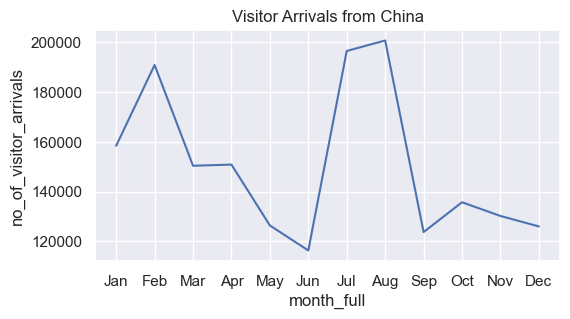 Visitor Arrivals from China
no_of_visitor_arrivals
200000
180000
160000
140000
120000
Jan Feb Mar Apr May Jun Jul Aug Sep Oct Nov Dec
month_full